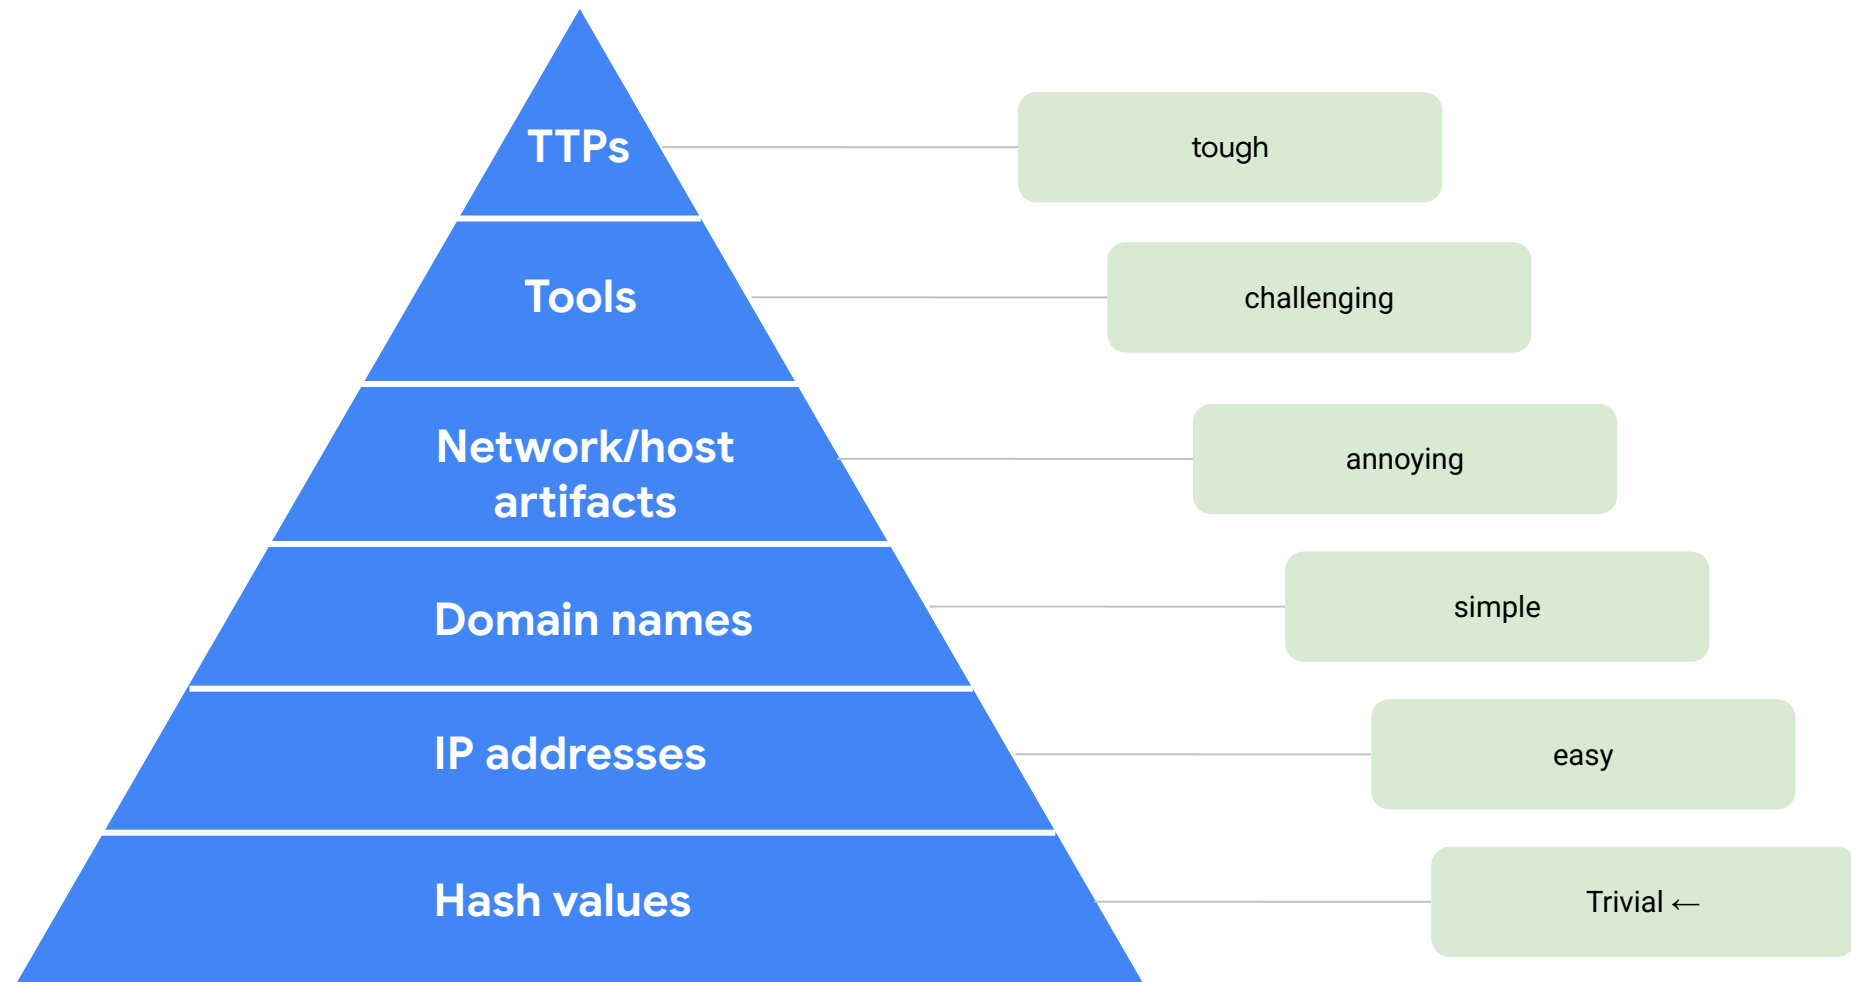 TTPs
tough
Tools
challenging
Network/host
artifacts
annoying
Domain names
simple
IP addresses
easy
Hash values
Trivial ←